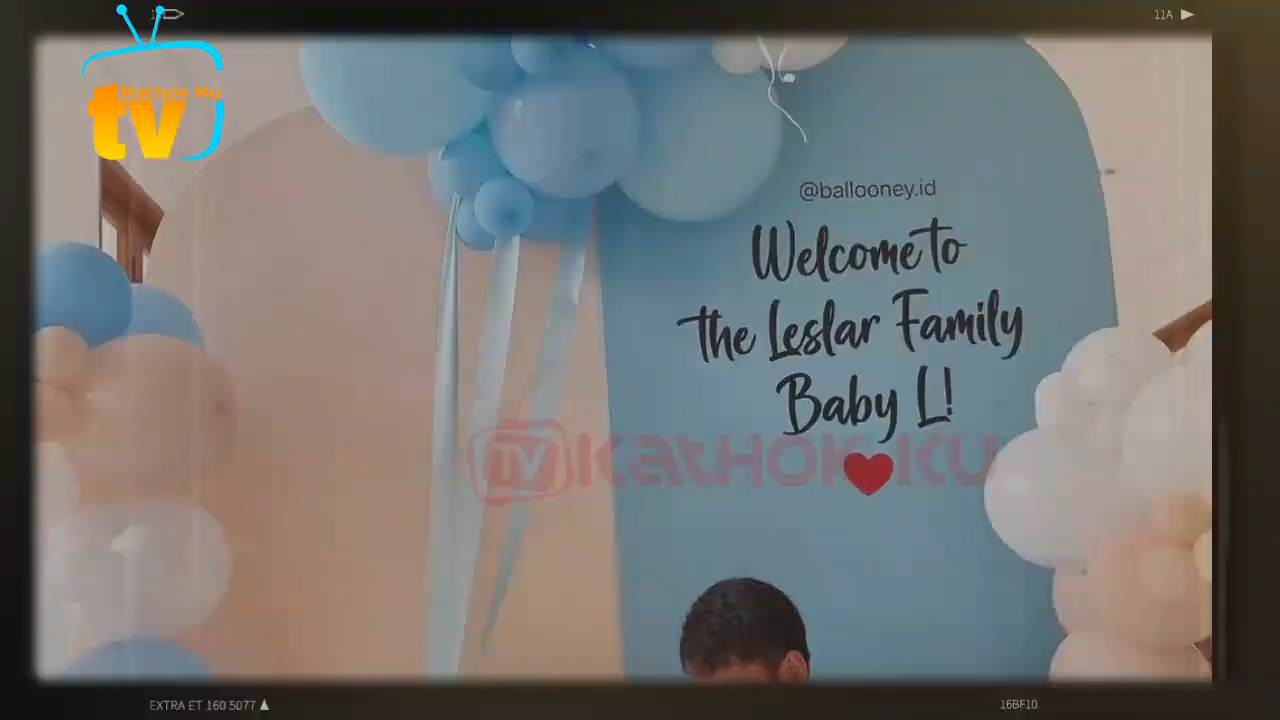 11A
Kathok Ku
tv
@ballooney.id
Welcome to
the Leslar Family
Baby L!
TV KATHOK KU
EXTRA ET 160 5077
16BF10